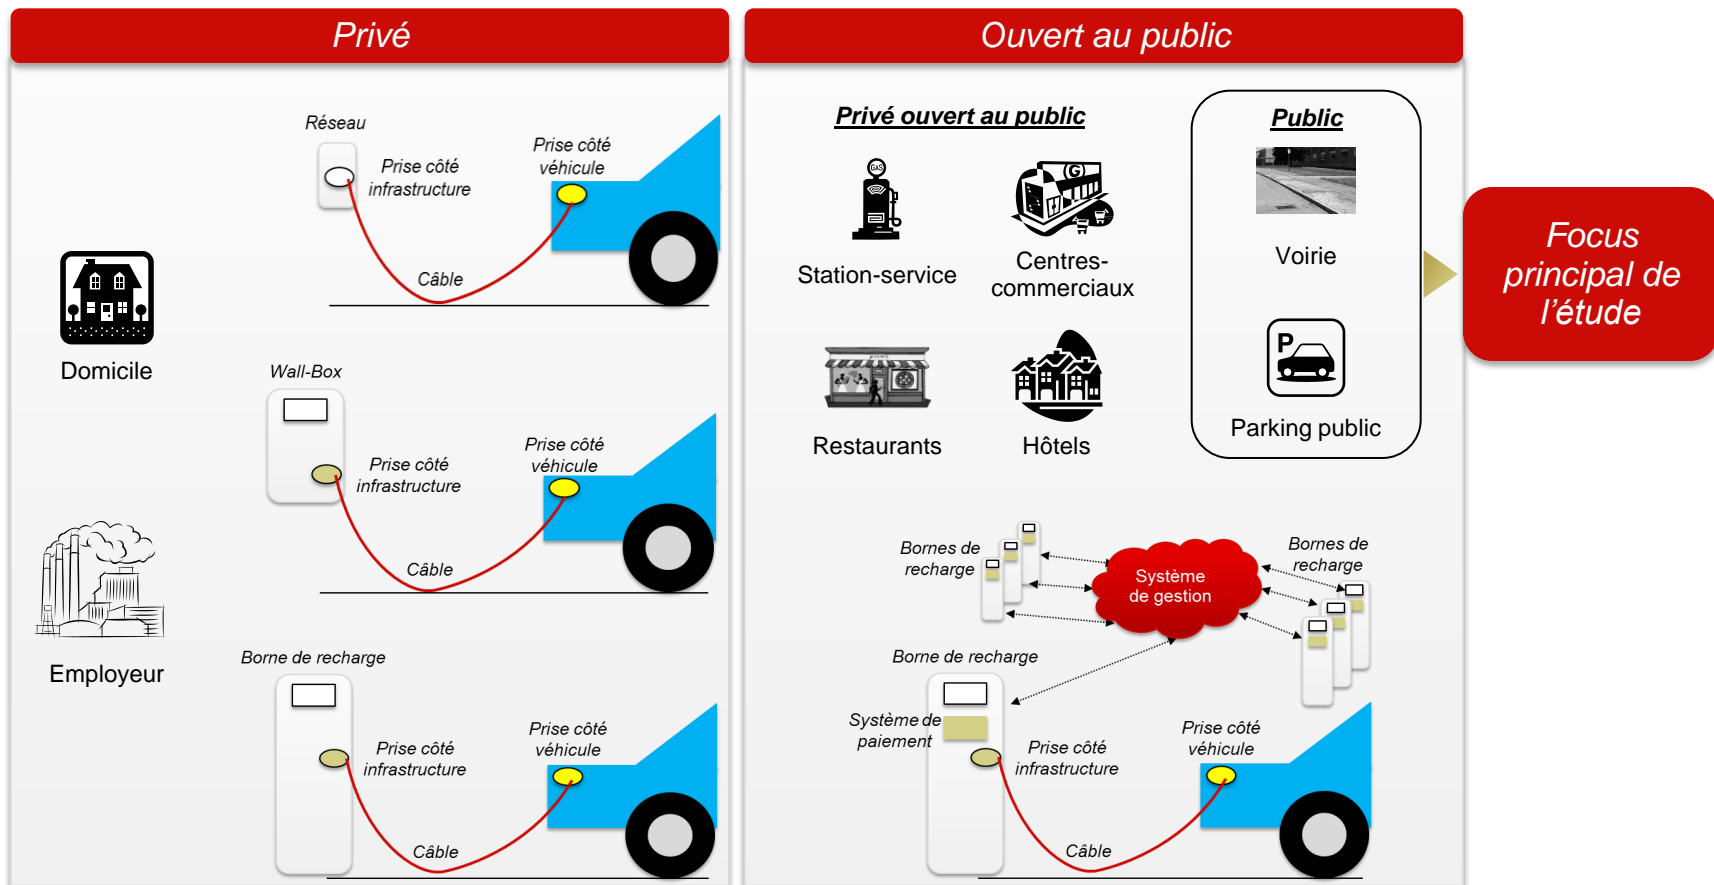 Privé
Réseau
Prise côté
infrastructure
Prise côté
véhicule
Câble
Domicile
Wall-Box
Prise côté
infrastructure
Prise côté
véhicule
Câble
Employeur
Borne de recharge
Prise côté
infrastructure
Prise côté
véhicule
Câble
Ouvert au public
Privé ouvert au public
GAS
Station-service
G
Centres-
commerciaux
Restaurants
Hôtels
Public
Voirie
P
Parking public
Bornes de
recharge
Système
de gestion
Bornes de
recharge
Borne de recharge
Système de
paiement
Prise côté
infrastructure
Prise côté
véhicule
Câble
Focus
principal de
l'étude